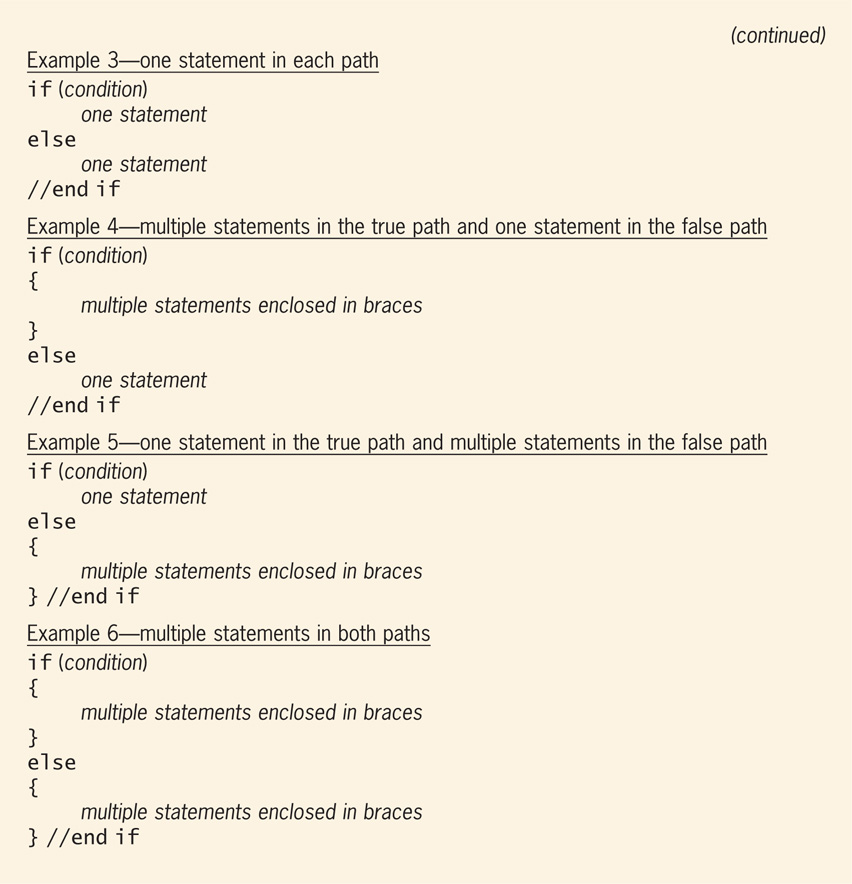 (continued)
Example 3—one statement in each path
if (condition)
one statement
else
one statement
//end if
Example 4—multiple statements in the true path and one statement in the false path
if (condition)
{
multiple statements enclosed in braces
}
else
one statement
//end if
Example 5—one statement in the true path and multiple statements in the false path
if (condition)
one statement
else
{
multiple statements enclosed in braces
} //end if
Example 6—multiple statements in both paths
if (condition)
{
multiple statements enclosed in braces
}
else
{
multiple statements enclosed in braces
} //end if